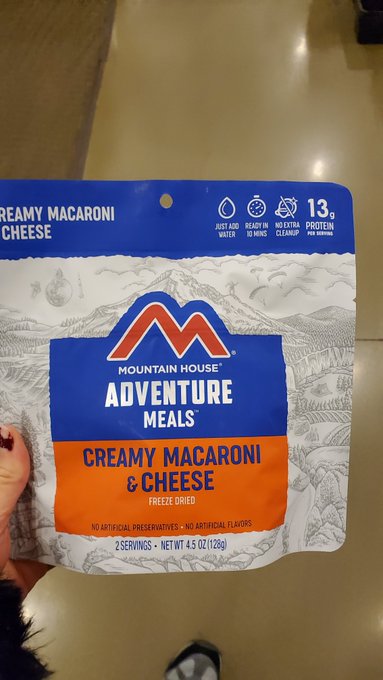 REAMY MACARONI
CHEESE
JUST ADD
WATER
READY IN
10 MINS
NO EXTRA
CLEANUP
13g
PROTEIN
PER SERVING
MOUNTAIN HOUSE®
ADVENTURE
MEALS™
CREAMY MACARONI
& CHEESE
FREEZE DRIED
NO ARTIFICIAL PRESERVATIVES • NO ARTIFICIAL FLAVORS
2 SERVINGS • NET WT 4.5 OZ (128g)